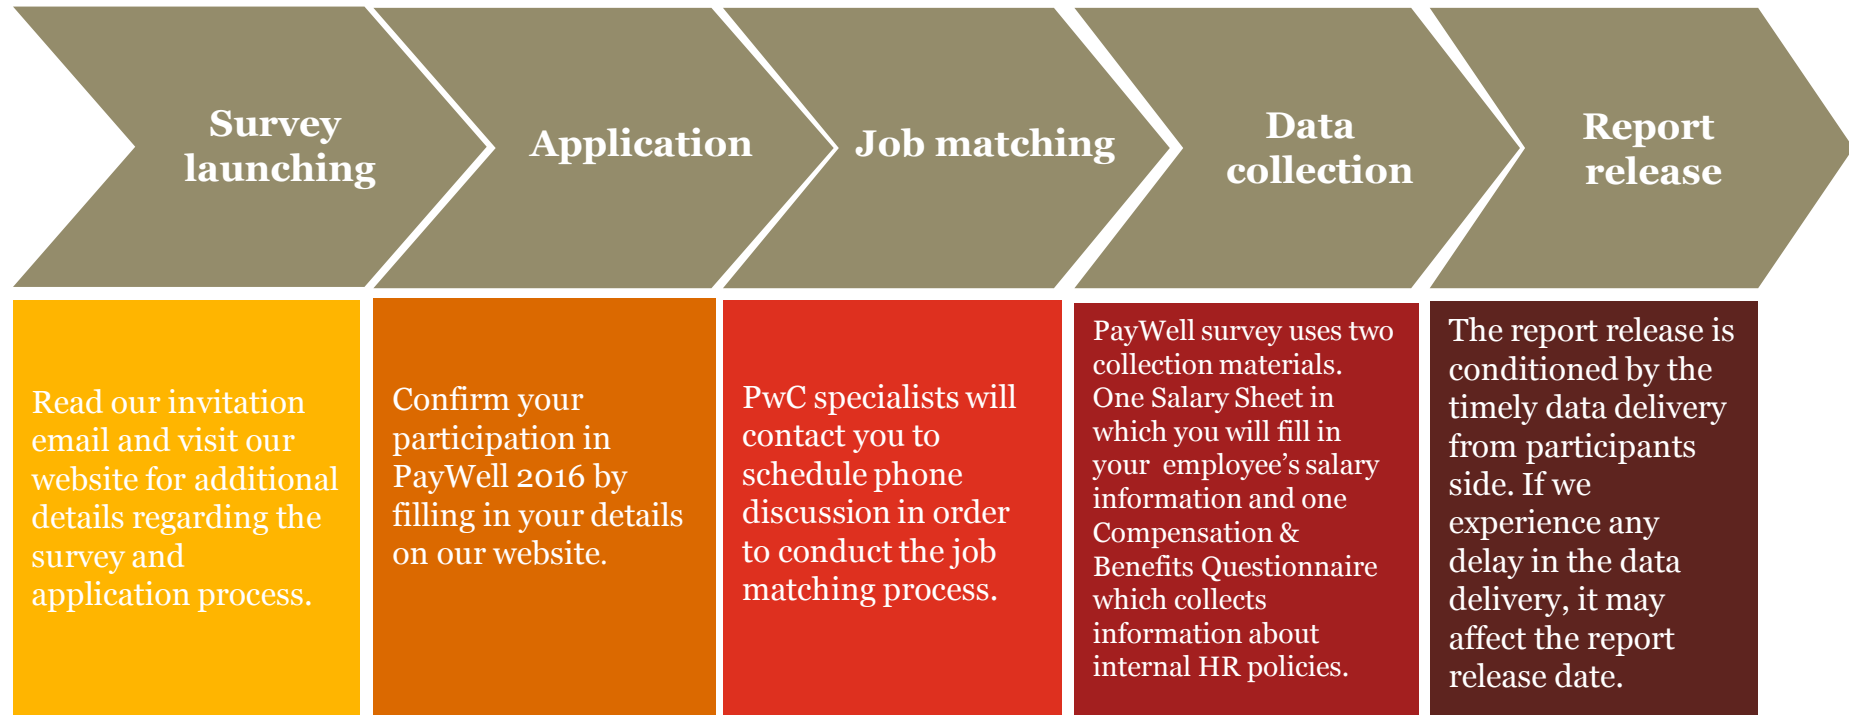 Survey
launching
Application
Job matching
Data
collection
Report
release
Read our invitation
email and visit our
website for additional
details regarding the
survey and
application process.
Confirm your
participation in
PayWell 2016 by
filling in your details
on our website.
PwC specialists will
contact you to
schedule phone
discussion in order
to conduct the job
matching process.
PayWell survey uses two
collection materials.
One Salary Sheet in
which you will fill in
your  employee’s salary
information and one
Compensation &
Benefits Questionnaire
which collects
information about
internal HR policies.
The report release is
conditioned by the
timely data delivery
from participants
side. If we
experience any
delay in the data
delivery, it may
affect the report
release date.